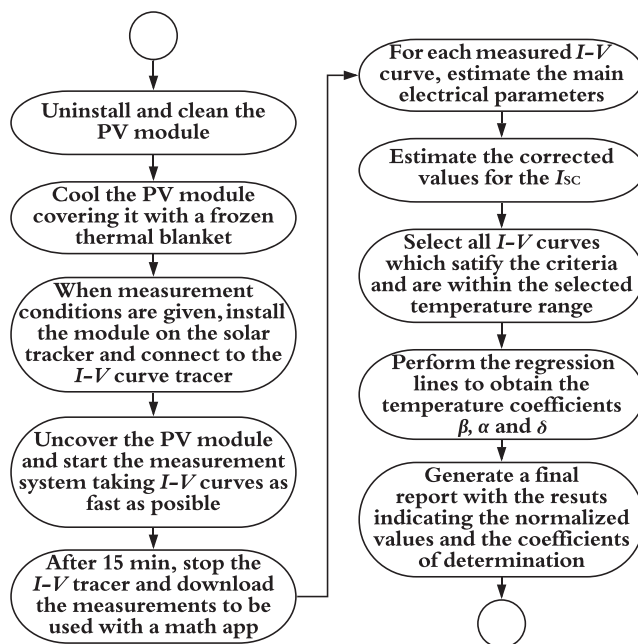 Uninstall and clean the
PV module
Cool the PV module
covering it with a frozen
thermal blanket
When measurement
conditions are given, install
the module on the solar
tracker and connect to the
I-V curve tracer
Uncover the PV module
and start the measurement
system taking I-V curves as
fast as posible
After 15 min, stop the
I-V tracer and download
the measurements to be
used with a math app
For each measured I-V
curve, estimate the main
electrical parameters
Estimate the corrected
values for the ISC
Select all I-V curves
which satify the criteria
and are within the selected
temperature range
Perform the regression
lines to obtain the
temperature coefficients
β, α and δ
Generate a final
report with the resuts
indicating the normalized
values and the coefficients
of determination